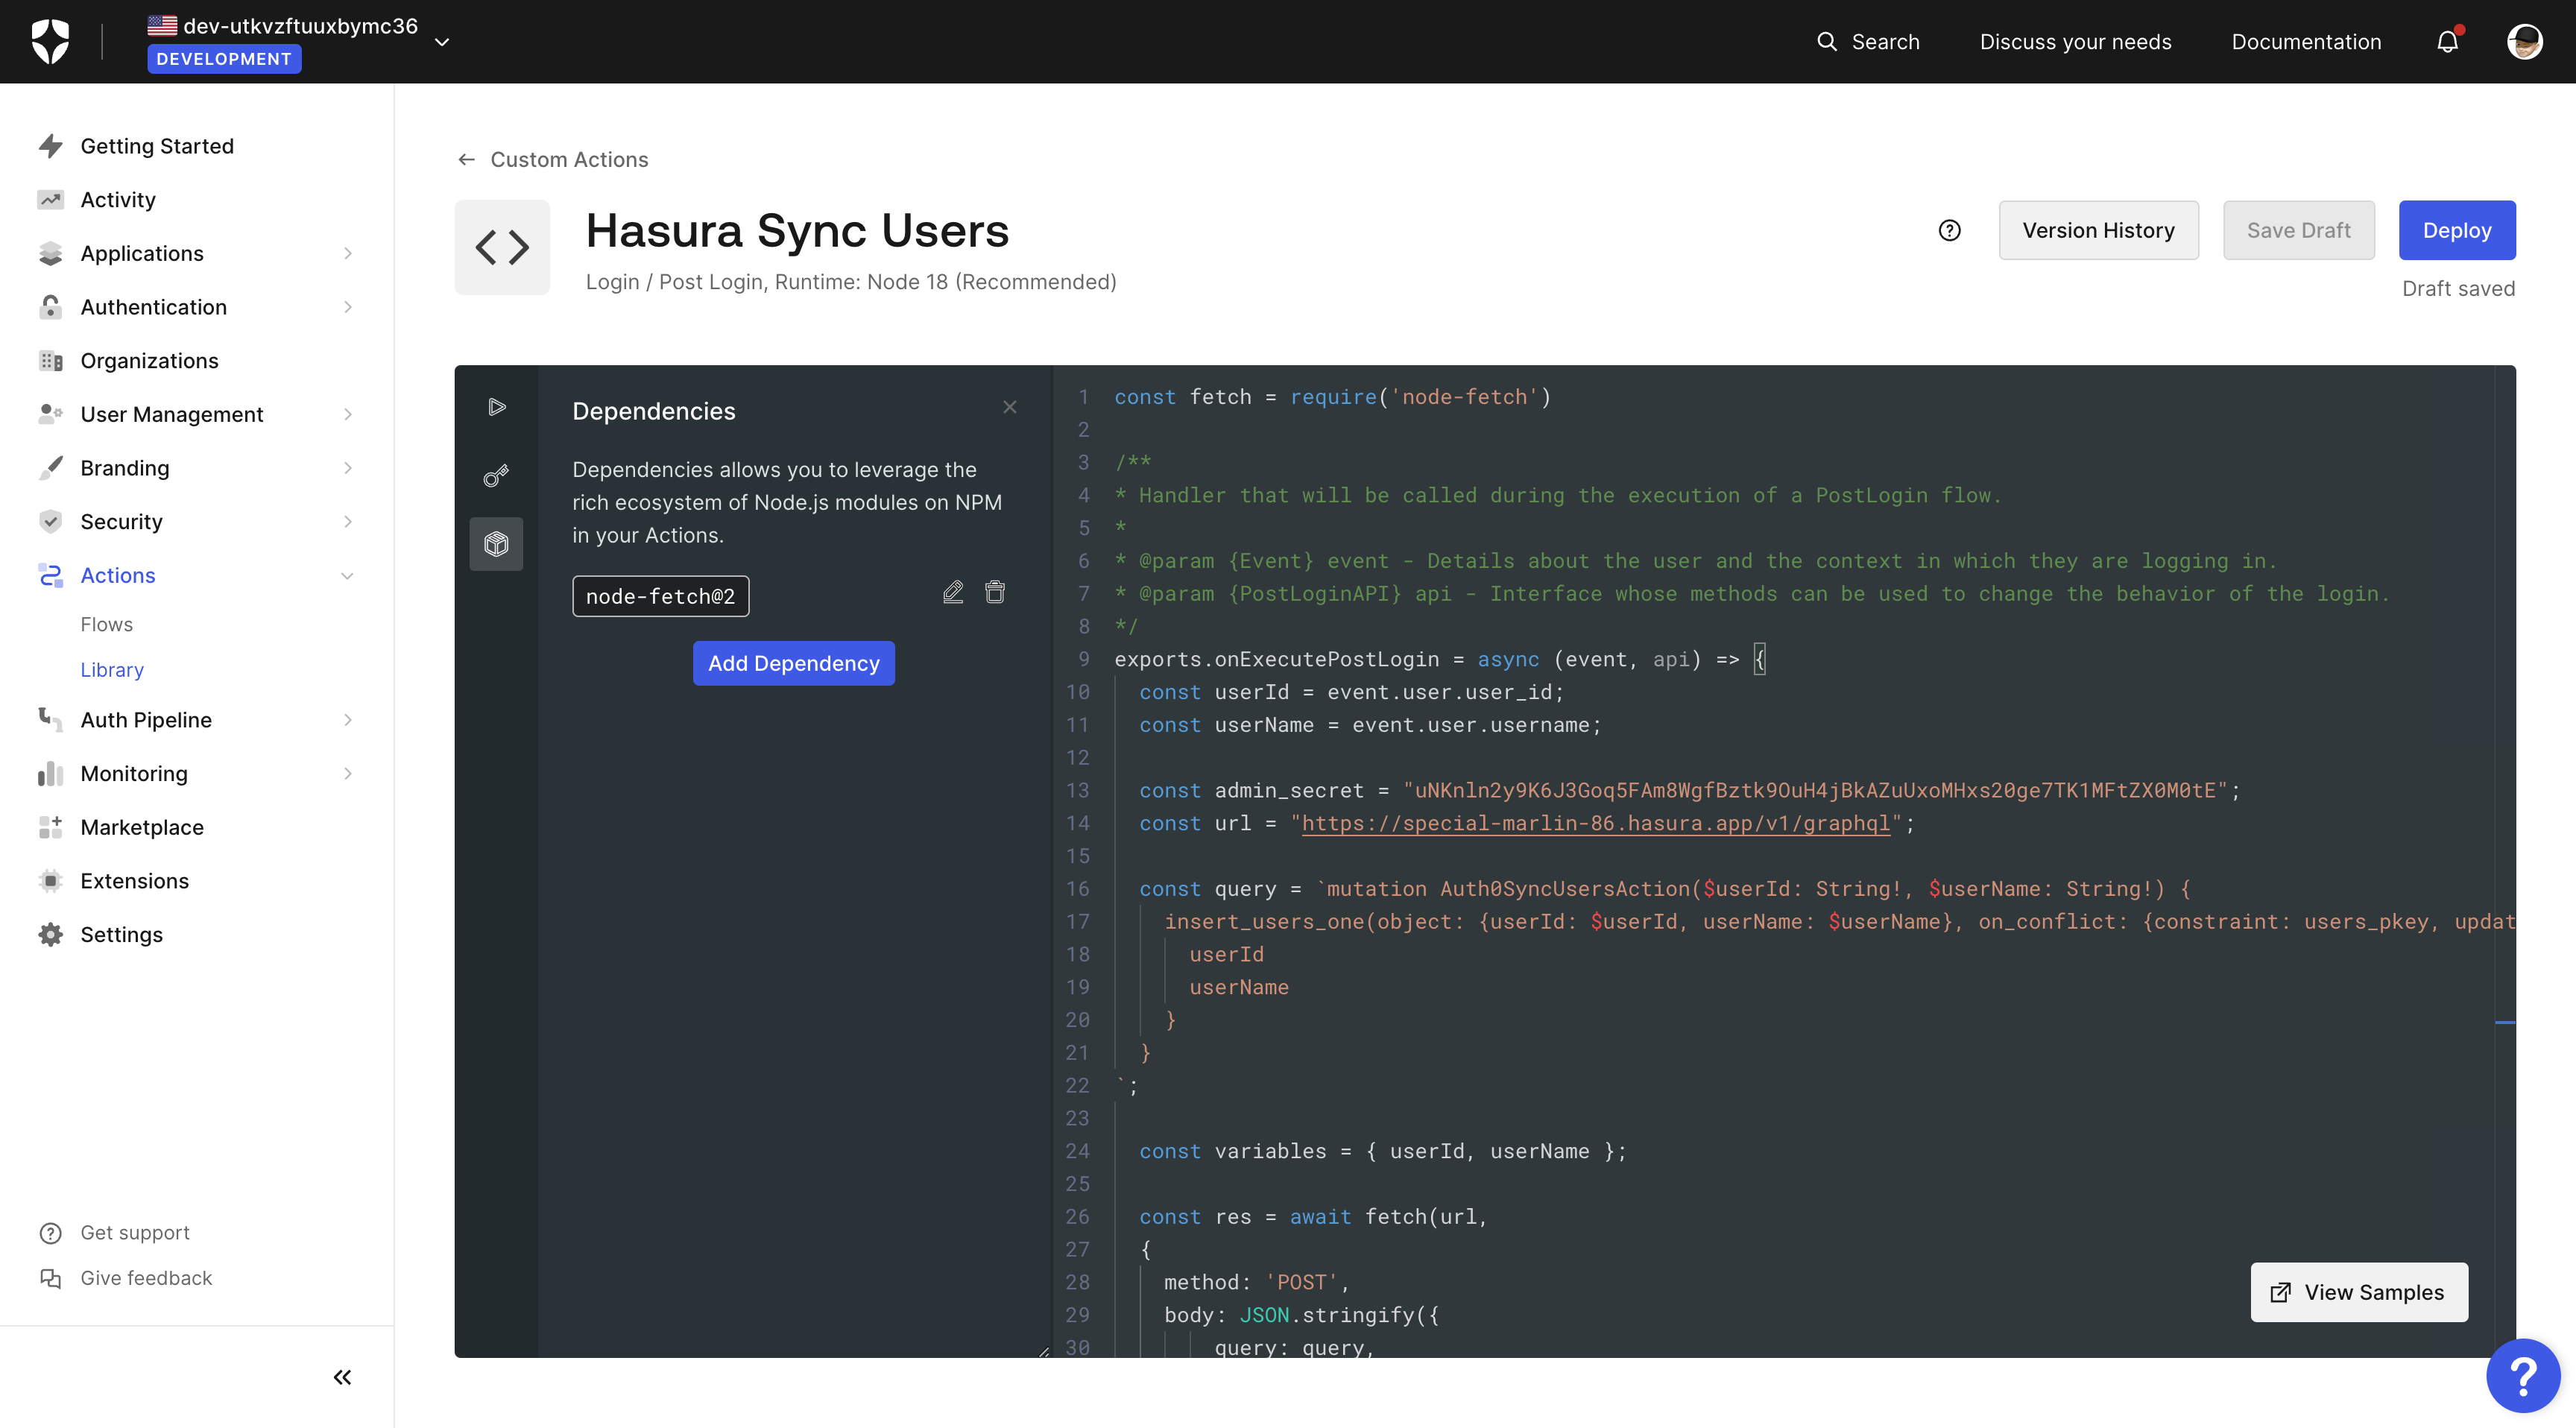 dev-utkvzftuuxbymc36
DEVELOPMENT
Search
Discuss your needs
Documentation
Getting Started
Activity
Applications
Authentication
Organizations
User Management
Branding
Security
Actions
Flows
Library
Auth Pipeline
Monitoring
Marketplace
Extensions
Settings
Get support
Give feedback
Custom Actions
Hasura Sync Users
Login / Post Login, Runtime: Node 18 (Recommended)
Version History
Save Draft
Deploy
Draft saved
Dependencies
Dependencies allows you to leverage the
rich ecosystem of Node.js modules on NPM
in your Actions.
node-fetch@2
Add Dependency
1 const fetch = require('node-fetch')
2
3 /**
4 * Handler that will be called during the execution of a PostLogin flow.
5 *
6 * @param {Event} event - Details about the user and the context in which they are logging in.
7 * @param {PostLoginAPI} api - Interface whose methods can be used to change the behavior of the login.
8 */
9 exports.onExecutePostLogin = async (event, api) => {
10 const userId = event.user.user_id;
11 const userName = event.user.username;
12
13 const admin_secret = "uNKnln2y9K6J3Goq5FAm8WgfBztk9OuH4jBkAZuUxoMHxs20ge7TK1MFtZX0M0tE";
14 const url = "https://special-marlin-86.hasura.app/v1/graphql";
15
16 const query = `mutation Auth0SyncUsersAction($userId: String!, $userName: String!) {
17 insert_users_one(object: {userId: $userId, userName: $userName}, on_conflict: {constraint: users_pkey, updat
18 userId
19 userName
20 }
21 }
22 `;
23
24 const variables = { userId, userName };
25
26 const res = await fetch(url,
27 {
28 method: 'POST',
29 body: JSON.stringify({
30 query: query,
View Samples